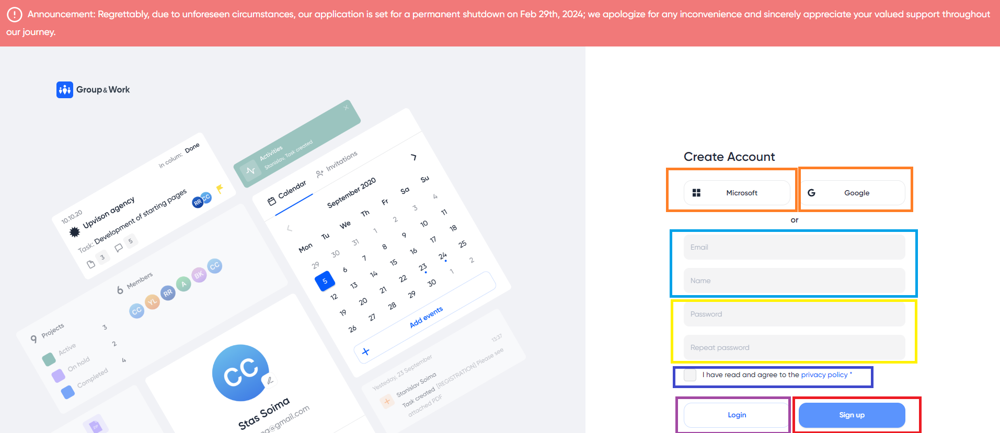 Announcement: Regrettably, due to unforeseen circumstances, our application is set for a permanent shutdown on Feb 29th, 2024; we apologize for any inconvenience and sincerely appreciate your valued support throughout
our journey.
Group & Work
in colum: Done
10.10.20
Upvison agency
Task: Development of starting pages
RR CC
3 5
Activities
Stanislav, Task created
Calendar Invitations
September 2020
Mon Tu We Th Fr Sa Su
29 30 31 1 2 3 4
5 6 7 8 9 10 11
12 13 14 15 16 17 18
19 20 21 22 23 24 25
26 27 28 29 30 1 2
Add events
6 Members
CC YL RR A BK CC
9 Projects
Active 3
On hold 2
Completed 4
ZIP
CC
Stas Soima
@gmail.com
Yesteday, 23 September
13:37
Stanislav Soima
Task created [REGISTRATION] Please see
attached PDF
Create Account
Microsoft Google
or
Email
Name
Password
Repeat password
I have read and agree to the privacy policy *
Login Sign up